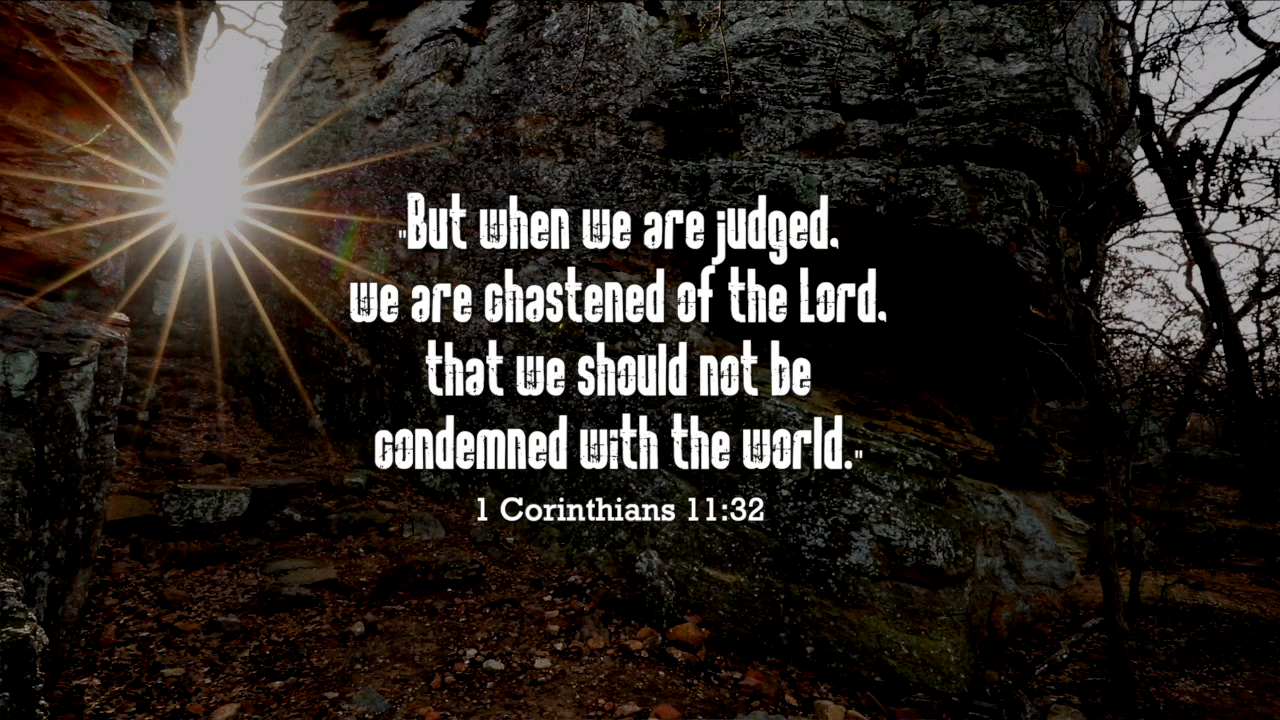 "But when we are judged,
we are chastened of the Lord,
that we should not be
condemned with the world."
1 Corinthians 11:32